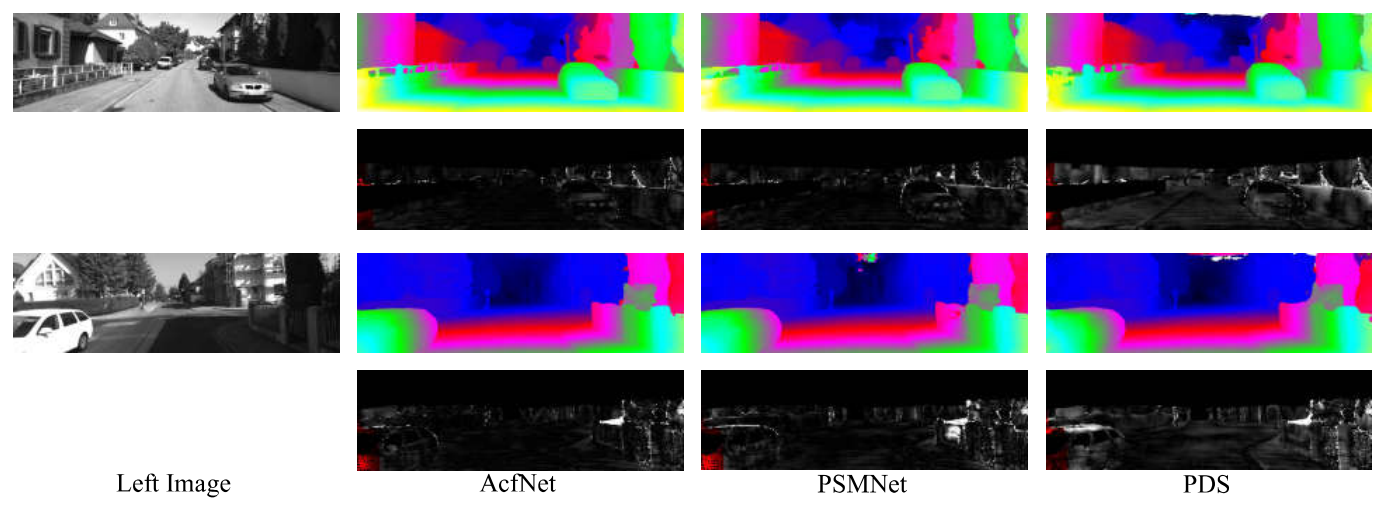 Left Image
AcfNet
PSMNet
PDS